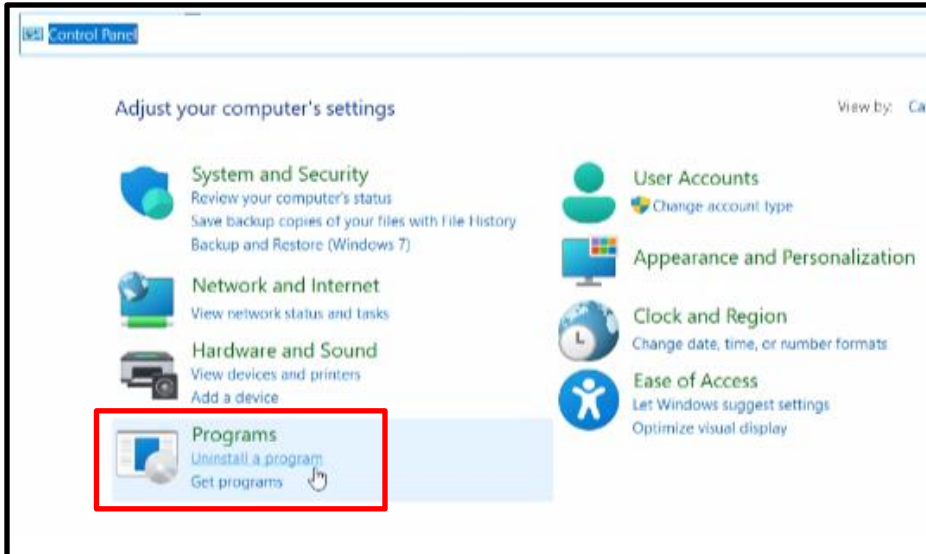 Control Panel
Adjust your computer's settings
View by: Ca
System and Security
Review your computer's status
Save backup copies of your files with File History
Backup and Restore (Windows 7)
Network and Internet
View network status and tasks
Hardware and Sound
View devices and printers
Add a device
Programs
Uninstall a program
Get programs
User Accounts
Change account type
Appearance and Personalization
Clock and Region
Change date, time, or number formats
Ease of Access
Let Windows suggest settings
Optimize visual display